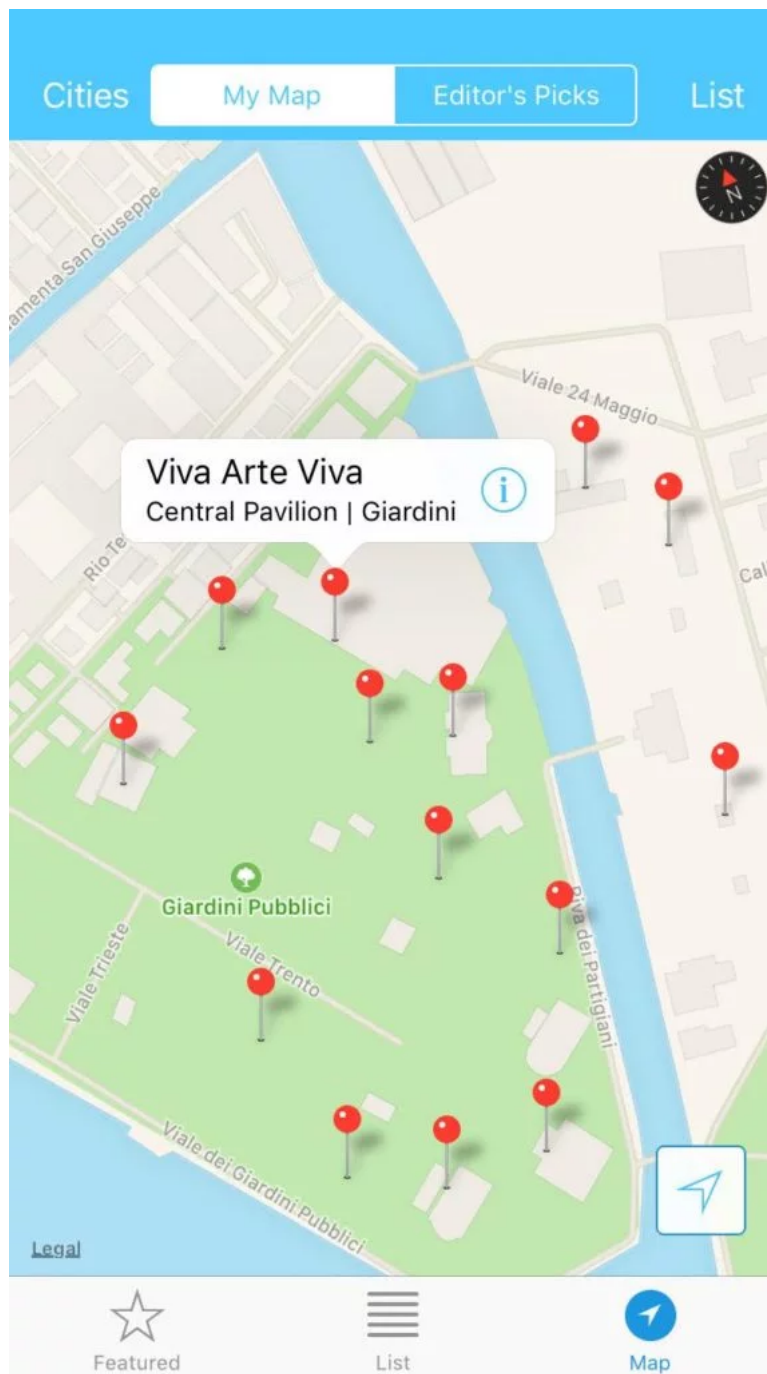 Cities
My Map
Editor's Picks
List
N
amenta San Giuseppe
Viale 24 Maggio
Viva Arte Viva
Central Pavilion | Giardini
i
Rio Te
Cal
Giardini Pubblici
Viale Trento
Viale Trieste
Riva dei Partigiani
Viale dei Giardini Pubblici
Legal
Featured
List
Map